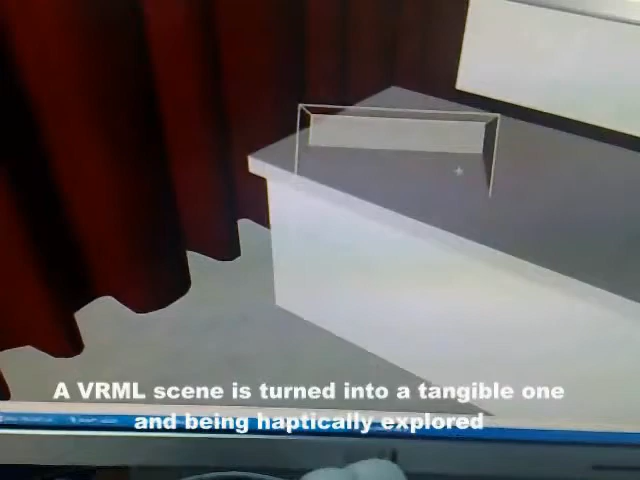 A VRML scene is turned into a tangible one
and being haptically explored